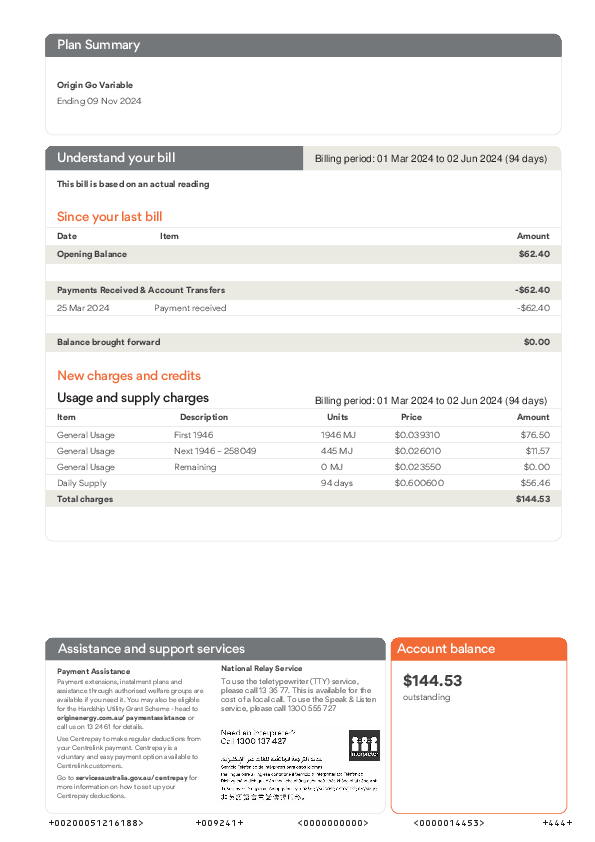 Plan Summary
Origin Go Variable
Ending 09 Nov 2024
Understand your bill
Billing period: 01 Mar 2024 to 02 Jun 2024 (94 days)
This bill is based on an actual reading
Since your last bill
Date Item Amount
Opening Balance $62.40
Payments Received & Account Transfers -$62.40
25 Mar 2024 Payment received -$62.40
Balance brought forward $0.00
New charges and credits
Usage and supply charges Billing period: 01 Mar 2024 to 02 Jun 2024 (94 days)
Item Description Units Price Amount
General Usage First 1946 1946 MJ $0.039310 $76.50
General Usage Next 1946 - 258049 445 MJ $0.026010 $11.57
General Usage Remaining 0 MJ $0.023550 $0.00
Daily Supply 94 days $0.600600 $56.46
Total charges $144.53
Assistance and support services
Payment Assistance
Payment extensions, instalment plans and
assistance through authorised welfare groups are
available if you need it. You may also be eligible
for the Hardship Utility Grant Scheme - head to
originenergy.com.au/ paymentassistance or
call us on 13 24 61 for details.
Use Centrepay to make regular deductions from
your Centrelink payment. Centrepay is a
voluntary and easy payment option available to
Centrelink customers.
Go to servicesaustralia.gov.au/centrepay for
more information on how to set up your
Centrepay deductions.
National Relay Service
To use the teletypewriter (TTY) service,
please call 13 36 77. This is available for the
cost of a local call. To use the Speak & Listen
service, please call 1300 555 727
Need an Interpreter?
Call 1300 137 427
Interpreter
Account balance
$144.53
outstanding
+00200051216188> +009241+ <0000000000> <0000014453> +444+